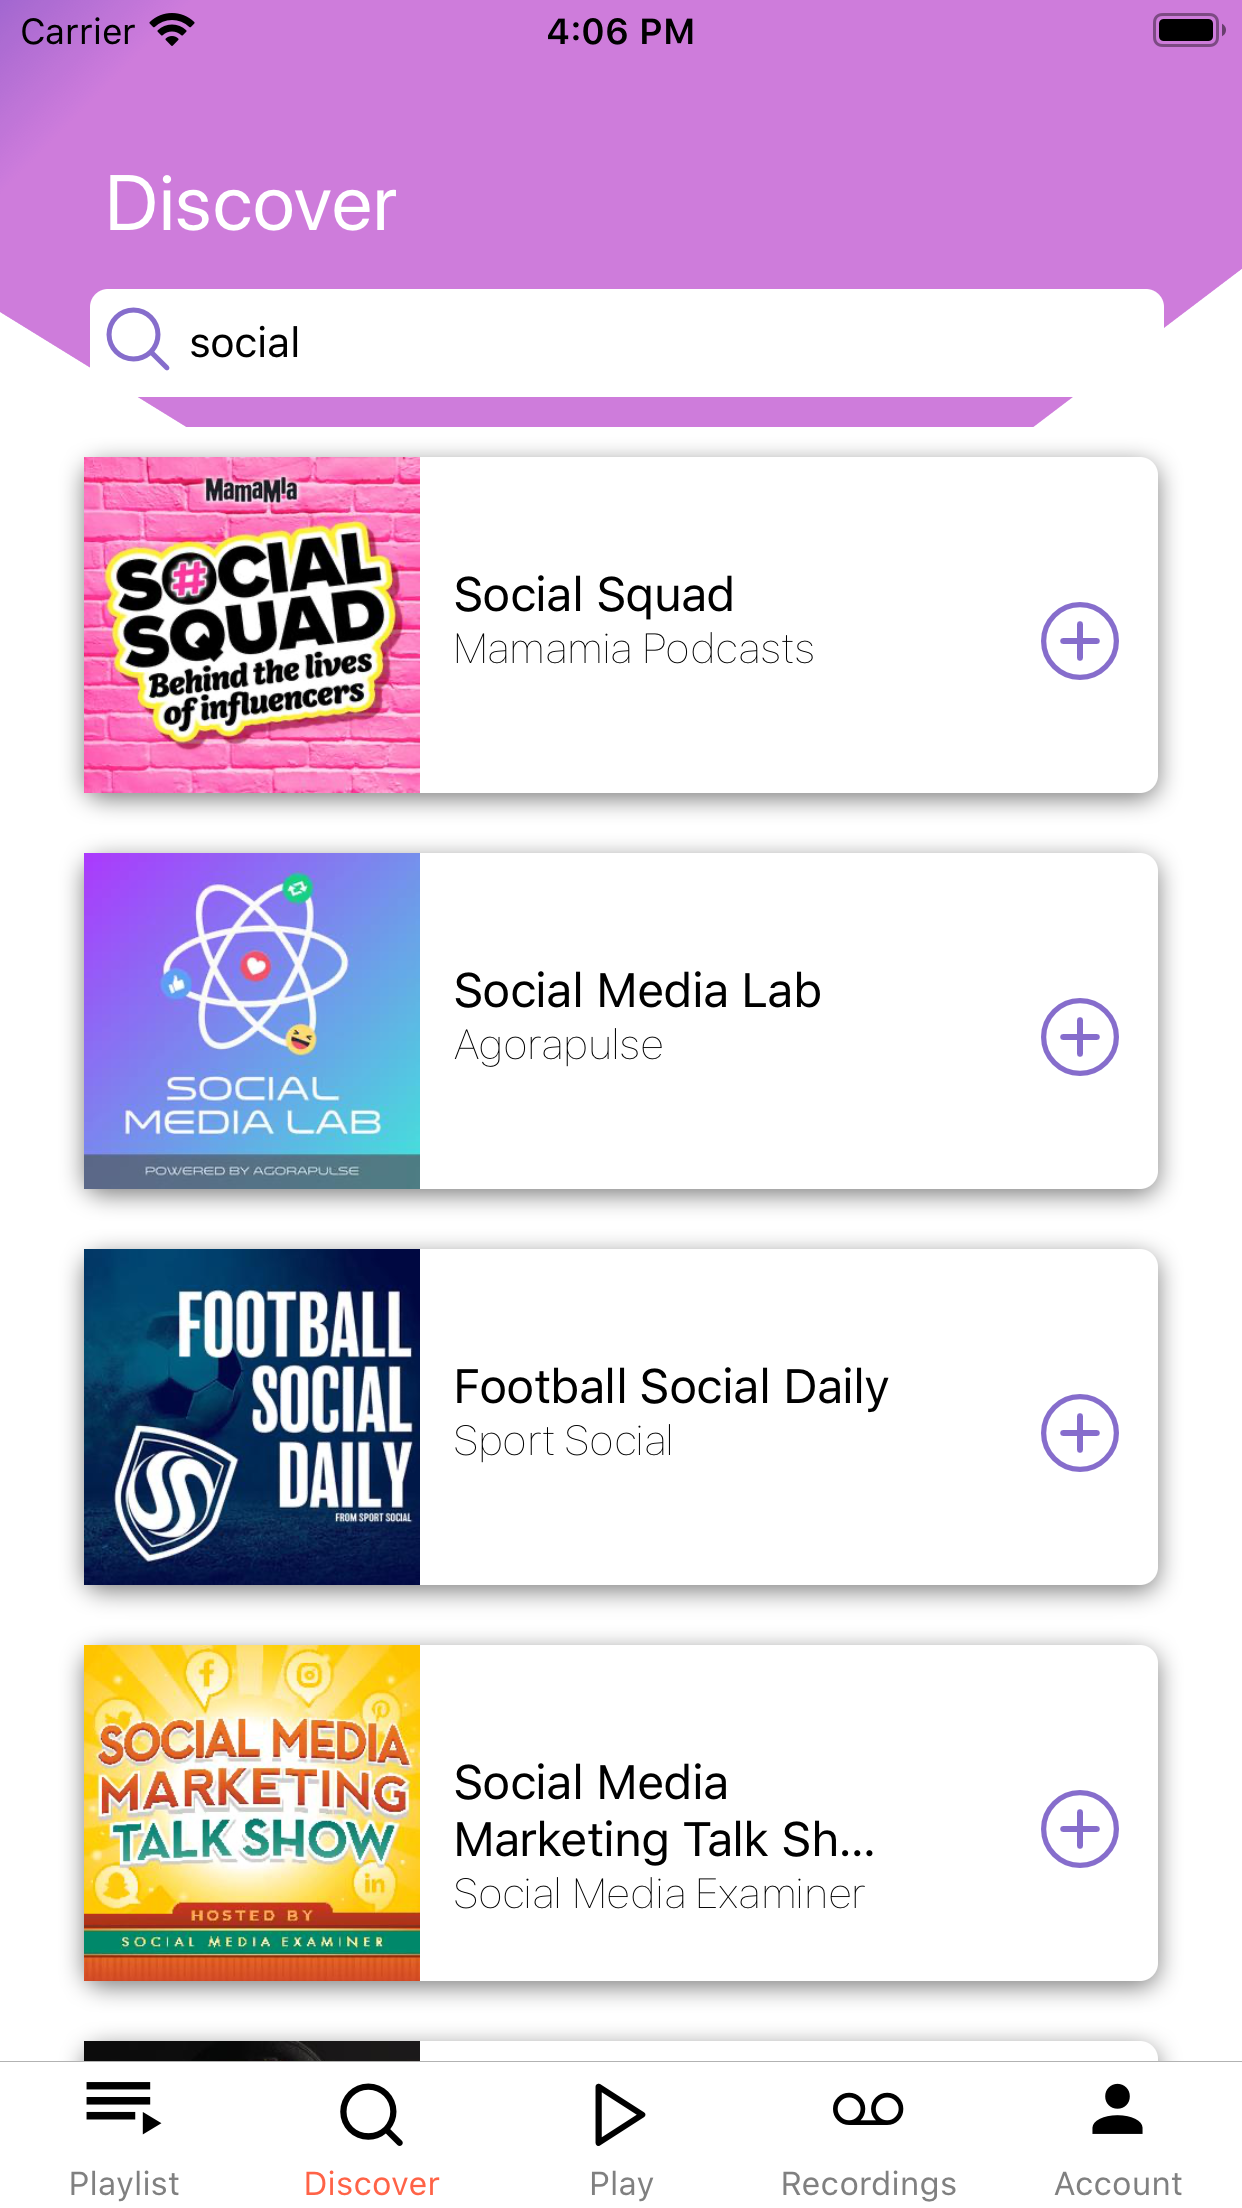 Carrier
4:06 PM
Discover
social
MamaMia
S#CIAL
SQUAD
Behind the lives
of influencers
Social Squad
Mamamia Podcasts
SOCIAL
MEDIA LAB
POWERED BY AGORAPULSE
Social Media Lab
Agorapulse
FOOTBALL
SOCIAL
DAILY
FROM SPORT SOCIAL
Football Social Daily
Sport Social
SOCIAL MEDIA
MARKETING
TALK SHOW
HOSTED BY
SOCIAL MEDIA EXAMINER
Social Media
Marketing Talk Sh...
Social Media Examiner
Playlist
Discover
Play
Recordings
Account